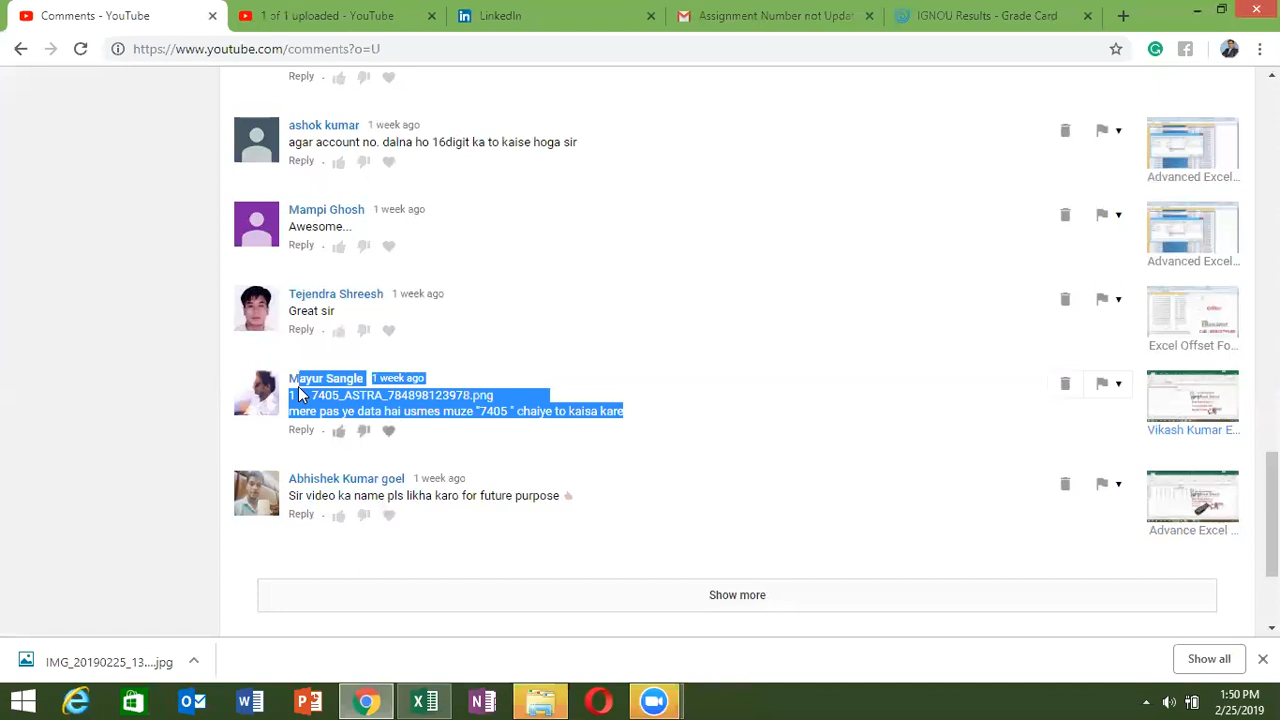 Comments - YouTube
1 of 1 uploaded - YouTube
LinkedIn
Assignment Number not Updat
IGNOU Results - Grade Card
https://www.youtube.com/comments?o=U
Reply
ashok kumar 1 week ago
agar account no. dalna ho 16digit ka to kaise hoga sir
Reply
Advanced Excel...
Mampi Ghosh 1 week ago
Awesome...
Reply
Advanced Excel...
Tejendra Shreesh 1 week ago
Great sir
Reply
Excel Offset Fo...
Mayur Sangle 1 week ago
7405_ASTRA_784898123978.png
mere pas ye data hai usmes muze "7405 " chaiye to kaisa kare
Reply
Vikash Kumar E...
Abhishek Kumar goel 1 week ago
Sir video ka name pls likha karo for future purpose
Reply
Advance Excel ...
Show more
IMG_20190225_13....jpg
Show all
1:50 PM
2/25/2019